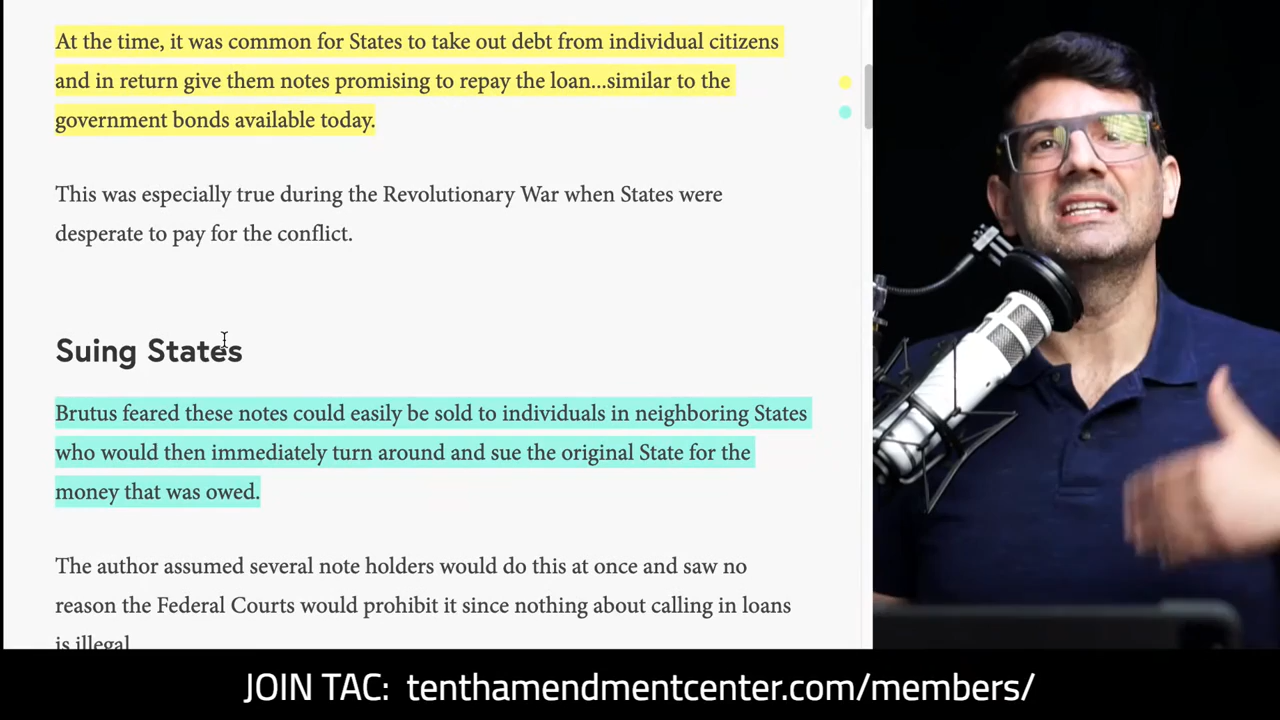 At the time, it was common for States to take out debt from individual citizens
and in return give them notes promising to repay the loan...similar to the
government bonds available today.
This was especially true during the Revolutionary War when States were
desperate to pay for the conflict.
Suing States
Brutus feared these notes could easily be sold to individuals in neighboring States
who would then immediately turn around and sue the original State for the
money that was owed.
The author assumed several note holders would do this at once and saw no
reason the Federal Courts would prohibit it since nothing about calling in loans
is illegal.
JOIN TAC: tenthamendmentcenter.com/members/